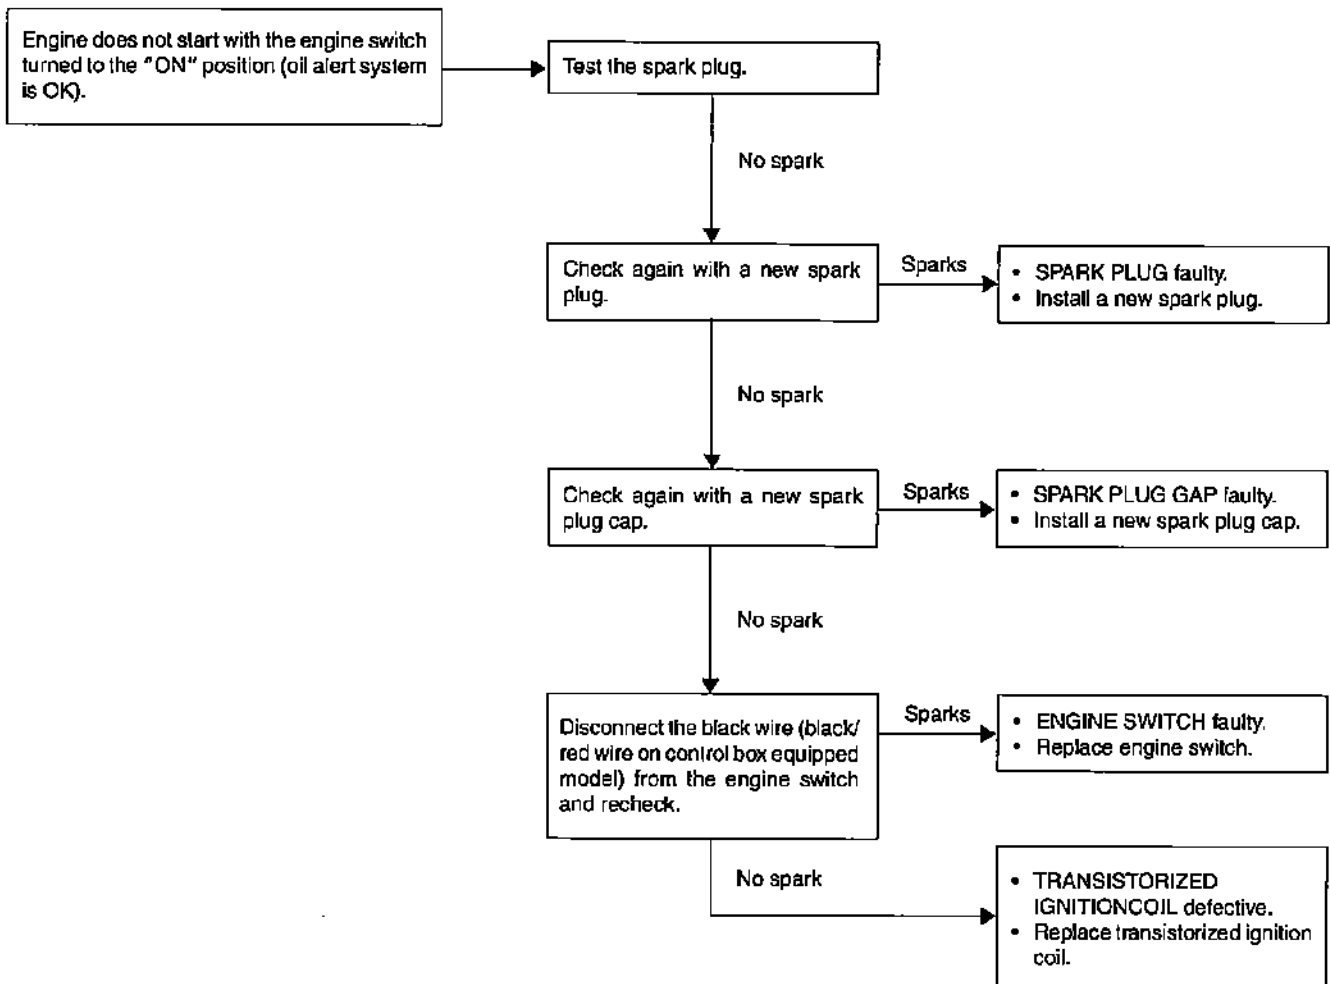 Engine does not start with the engine switch
turned to the "ON" position (oil alert system
is OK).
Test the spark plug.
No spark
Check again with a new spark
plug.
Sparks
• SPARK PLUG faulty.
• Install a new spark plug.
No spark
Check again with a new spark
plug cap.
Sparks
• SPARK PLUG GAP faulty.
• Install a new spark plug cap.
No spark
Disconnect the black wire (black/
red wire on control box equipped
model) from the engine switch
and recheck.
Sparks
• ENGINE SWITCH faulty.
• Replace engine switch.
No spark
• TRANSISTORIZED
IGNITIONCOIL defective.
• Replace transistorized ignition
coil.